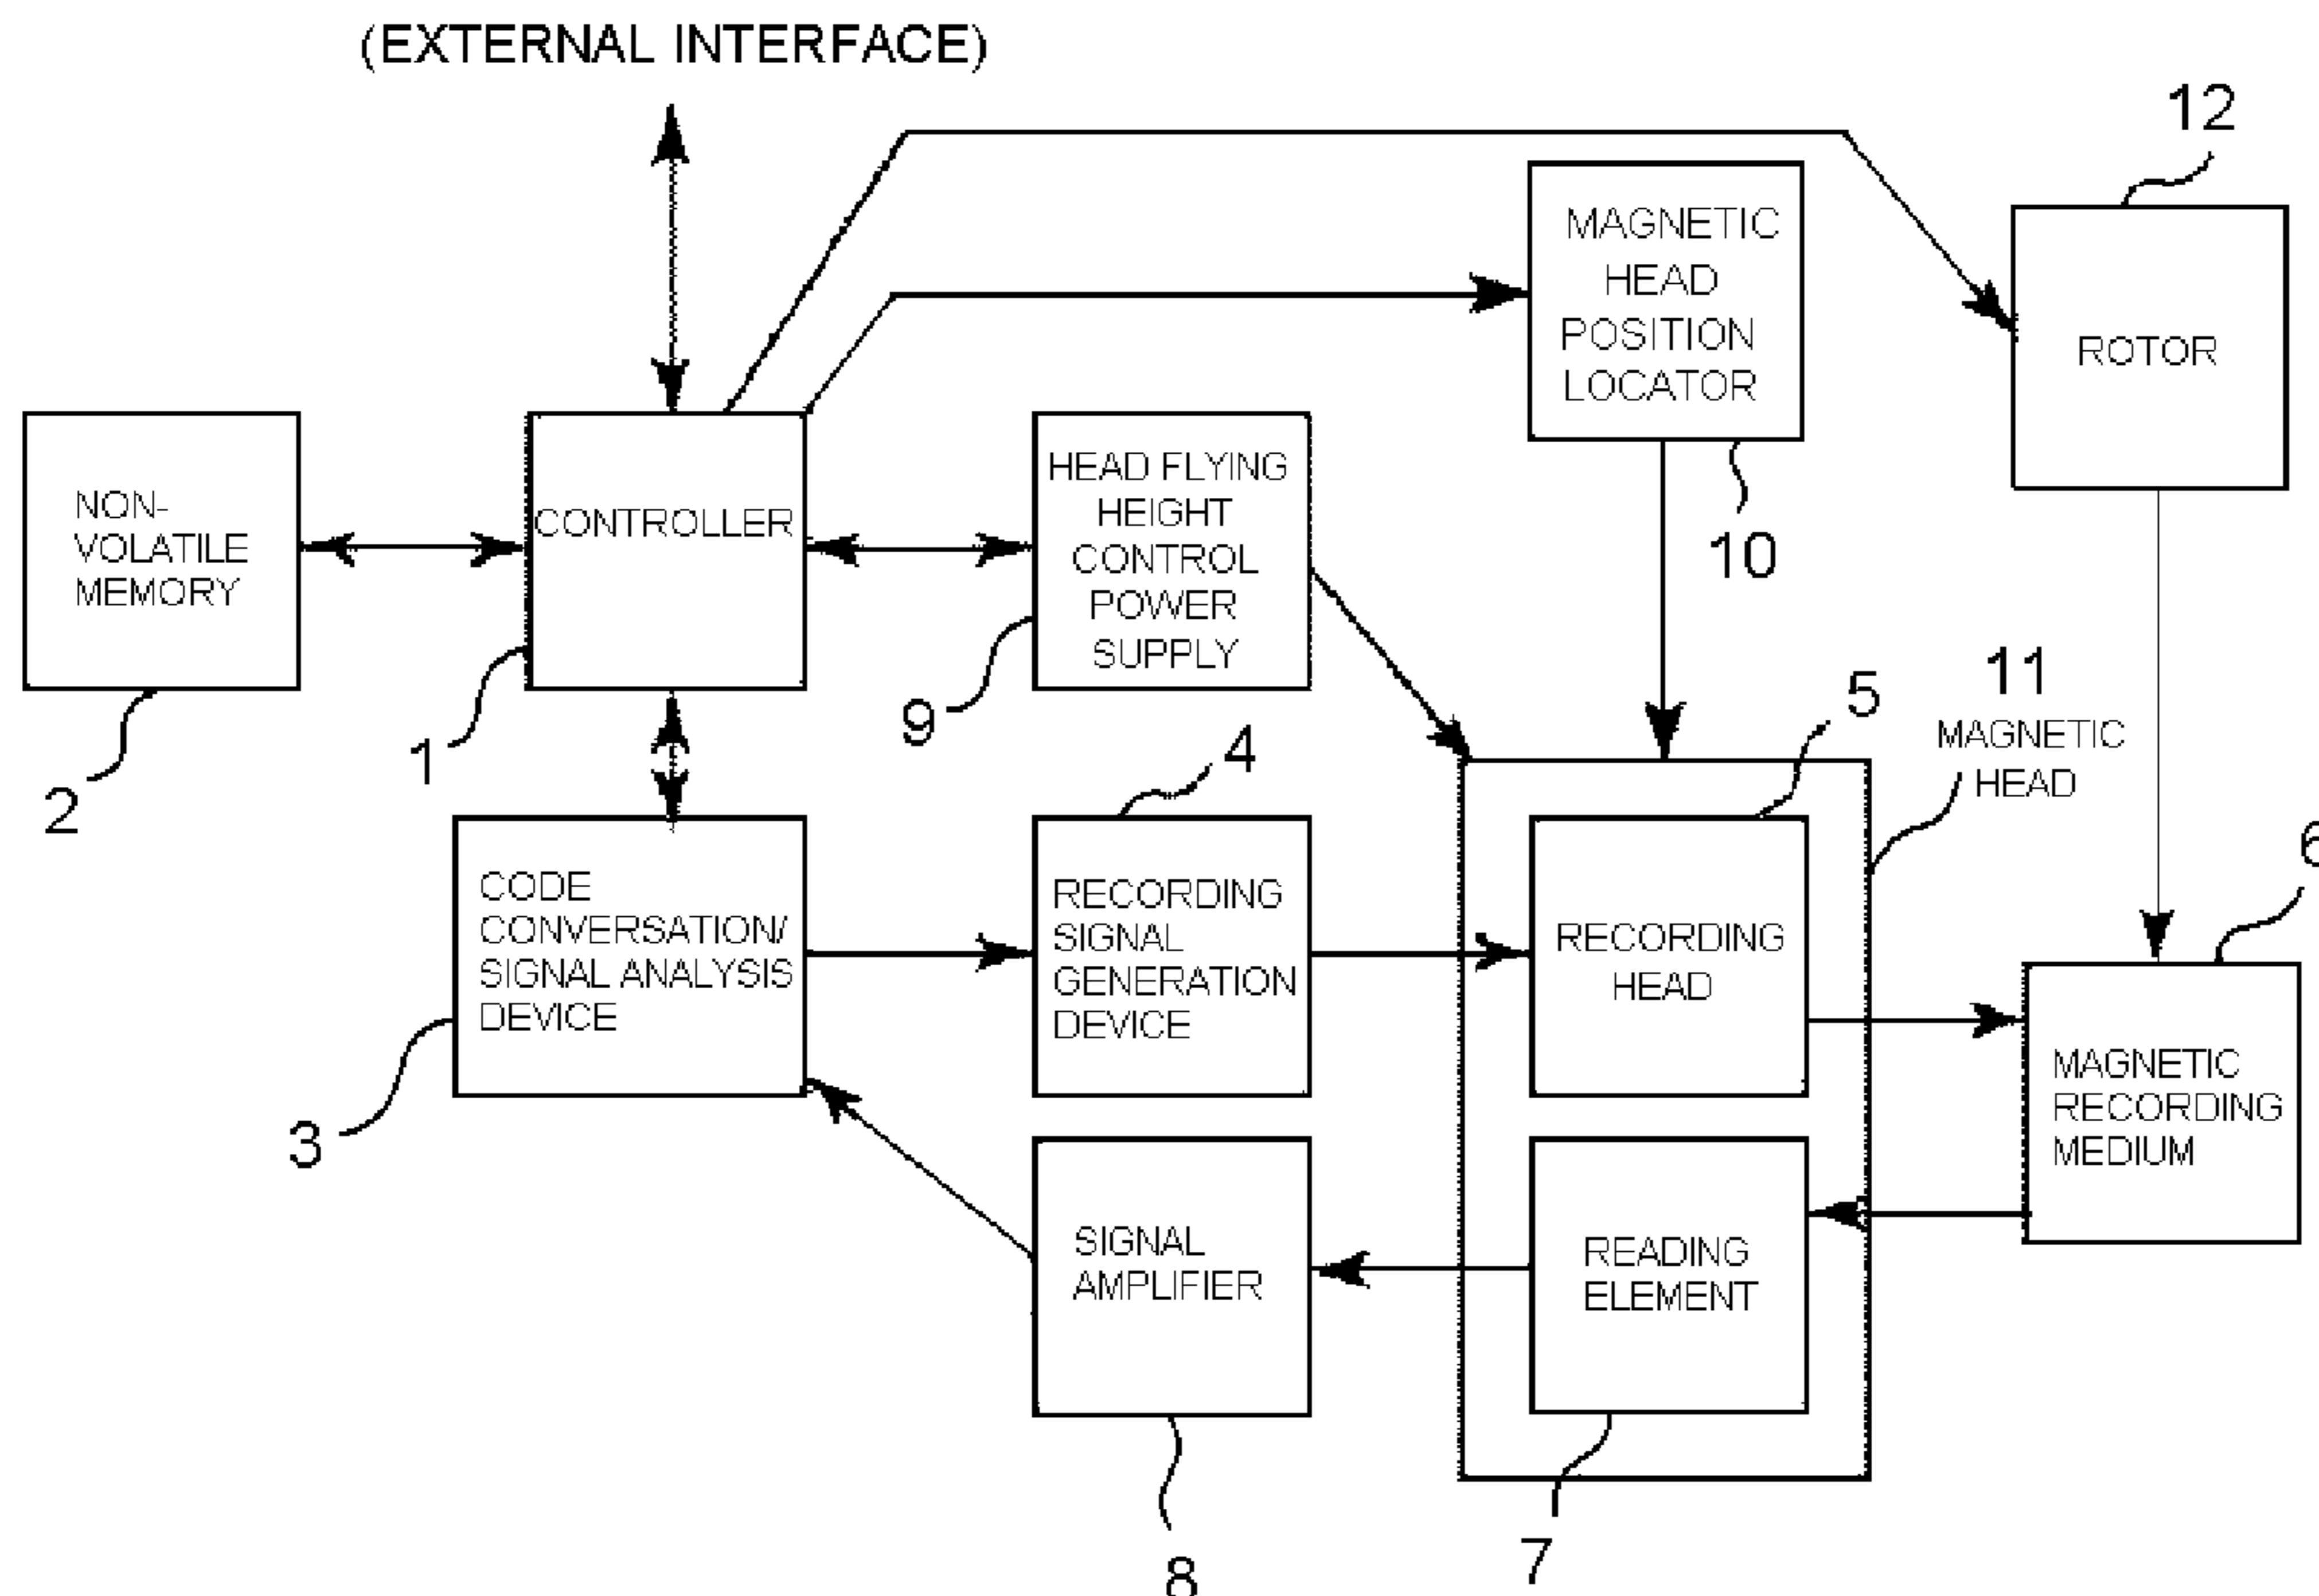 (EXTERNAL INTERFACE)
12
MAGNETIC
HEAD
POSITION
LOCATOR
ROTOR
10
NON-
VOLATILE
MEMORY
2
CONTROLLER
1
HEAD FLYING
HEIGHT
CONTROL
POWER
SUPPLY
9
11
MAGNETIC
HEAD
CODE
CONVERSATION/
SIGNAL ANALYSIS
DEVICE
3
4
RECORDING
SIGNAL
GENERATION
DEVICE
5
RECORDING
HEAD
6
MAGNETIC
RECORDING
MEDIUM
SIGNAL
AMPLIFIER
8
READING
ELEMENT
7